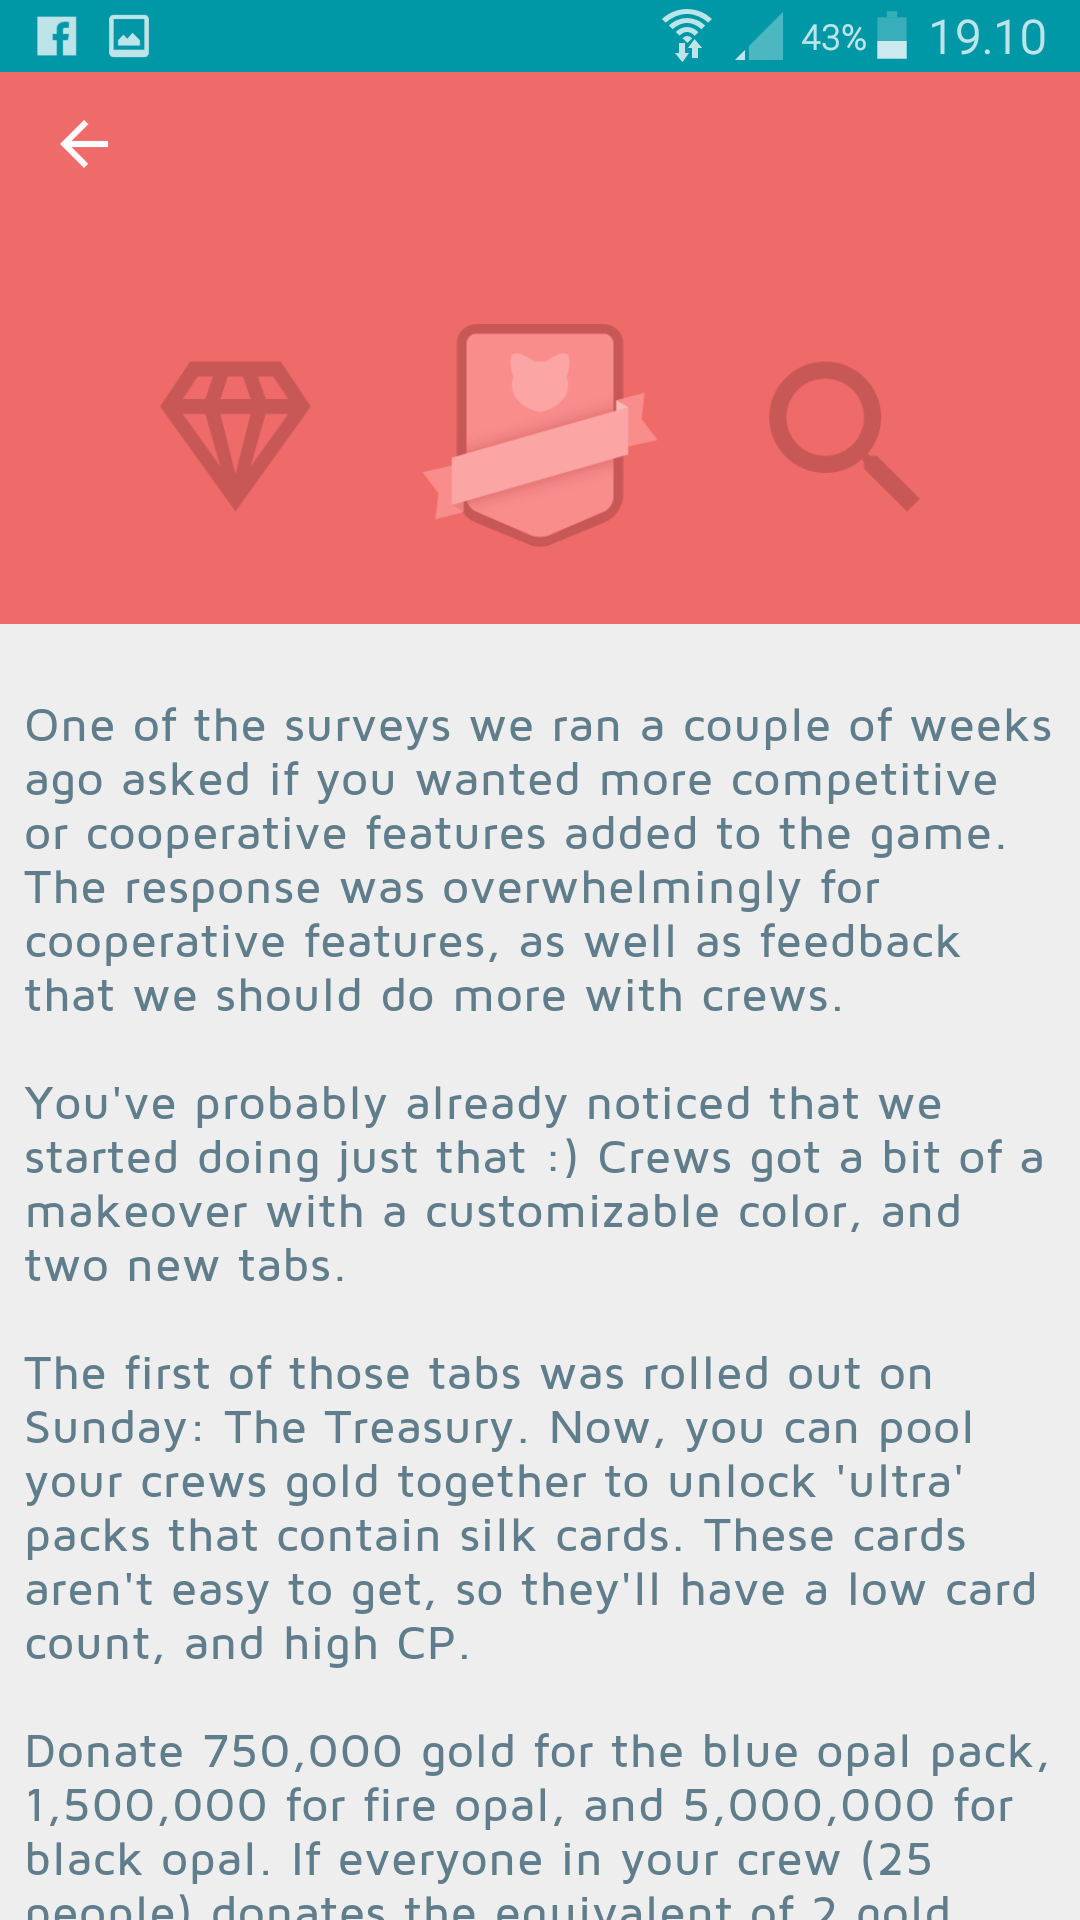 43% 19.10
One of the surveys we ran a couple of weeks
ago asked if you wanted more competitive
or cooperative features added to the game.
The response was overwhelmingly for
cooperative features, as well as feedback
that we should do more with crews.
You've probably already noticed that we
started doing just that :) Crews got a bit of a
makeover with a customizable color, and
two new tabs.
The first of those tabs was rolled out on
Sunday: The Treasury. Now, you can pool
your crews gold together to unlock 'ultra'
packs that contain silk cards. These cards
aren't easy to get, so they'll have a low card
count, and high CP.
Donate 750,000 gold for the blue opal pack,
1,500,000 for fire opal, and 5,000,000 for
black opal. If everyone in your crew (25
people) donates the equivalent of 2 gold